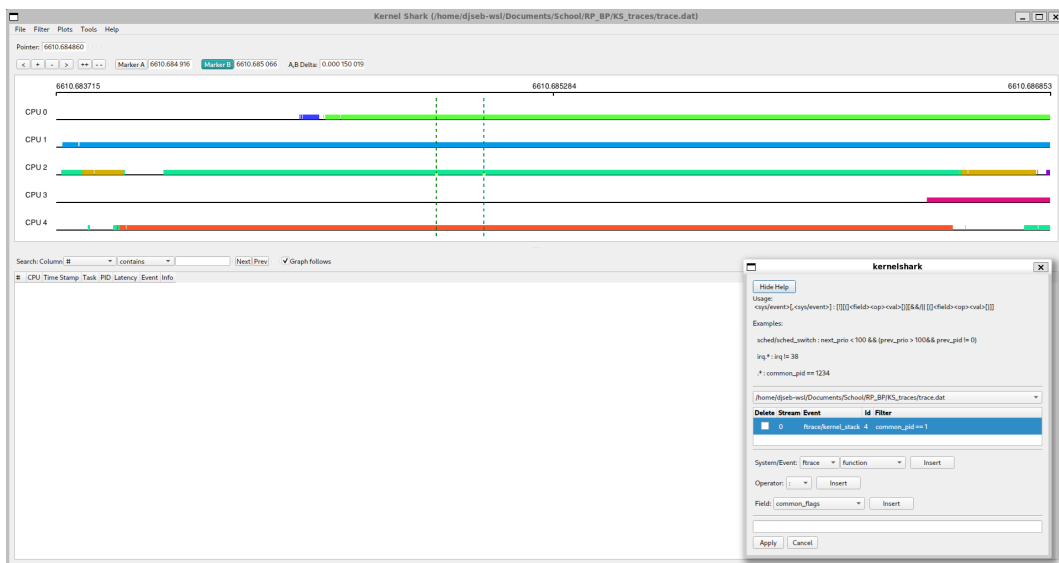 Kernel Shark (/home/djseb-wsl/Documents/School/RP_BP/KS_traces/trace.dat)
File Filter Plots Tools Help
Pointer: 6610.684860
< + - > ++ -- Marker A 6610.684 916 Marker B 6610.685 066 A,B Delta: 0.000 150 019
6610.683715 6610.685284 6610.686853
CPU 0
CPU 1
CPU 2
CPU 3
CPU 4
Search: Column # contains Next Prev Graph follows
# CPU Time Stamp Task PID Latency Event Info
kernelshark
Hide Help
Usage:
<sys/event>[,<sys/event>] : [!][(]<field><op><val>[)][&&/|| [(]<field><op><val>[)]]
Examples:
sched/sched_switch : next_prio < 100 && (prev_prio > 100&& prev_pid != 0)
irq.* : irq != 38
.* : common_pid == 1234
/home/djseb-wsl/Documents/School/RP_BP/KS_traces/trace.dat
Delete Stream Event Id Filter
0 ftrace/kernel_stack 4 common_pid == 1
System/Event: ftrace function Insert
Operator: : Insert
Field: common_flags Insert
Apply Cancel